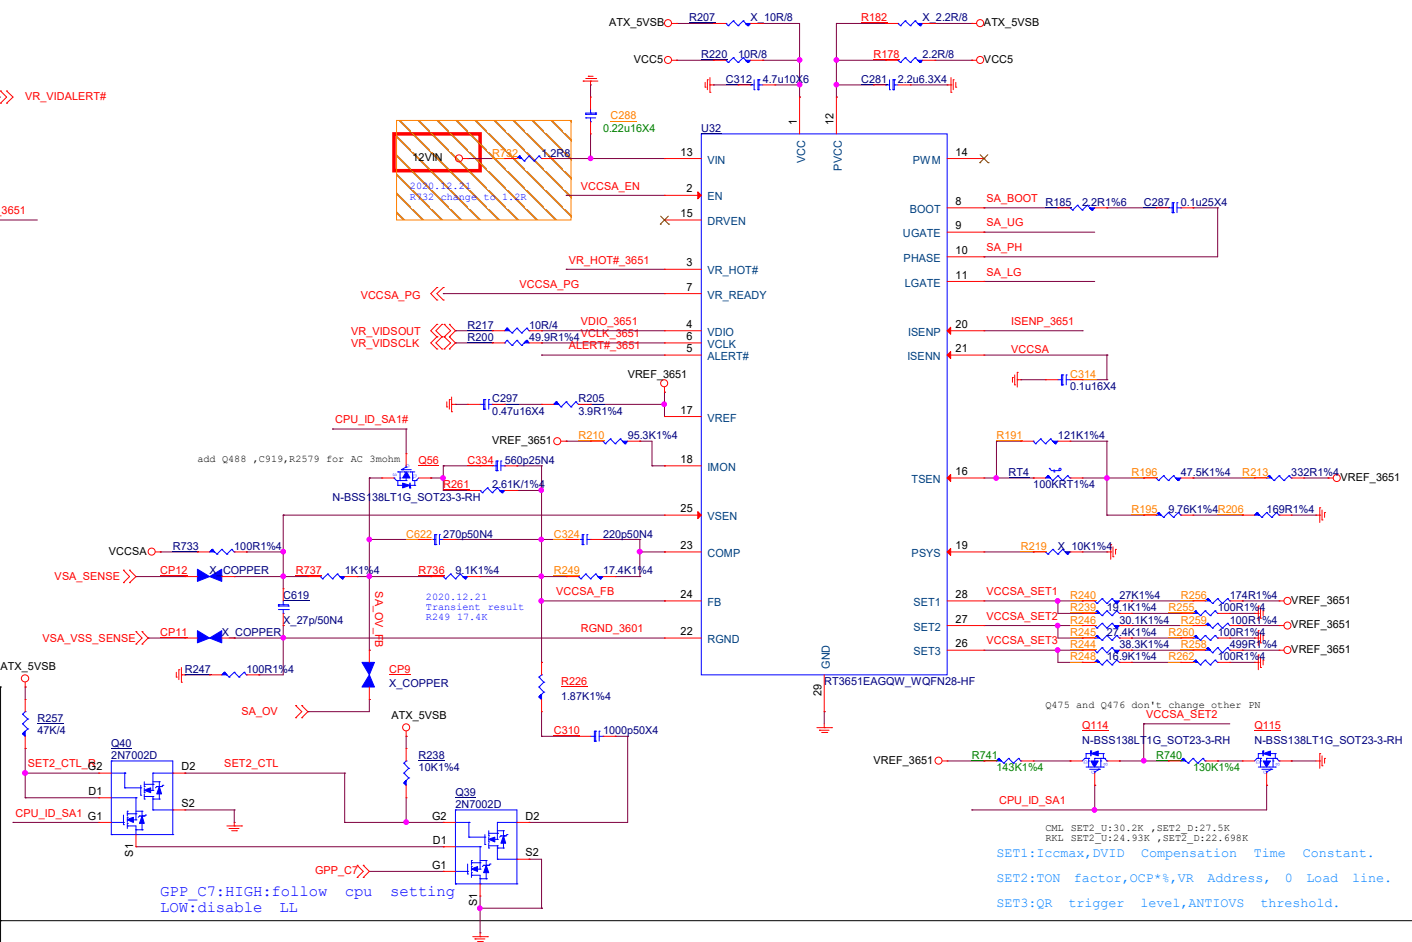 ATX_5VSB R207 X_10R/8 R182 X_2.2R/8 ATX_5VSB
VCC5 R220 10R/8 R178 2.2R/8 VCC5
C312 4.7u10X6 C281 2.2u6.3X4
VR_VIDALERT#
C288
0.22u16X4
1 12
U32
VCC PVCC
12VIN R732 1.2R8 13 VIN
PWM 14
2020.12.21
R732 change to 1.2R
VCCSA_EN 2 EN
15 DRVEN
BOOT 8 SA_BOOT R185 2.2R1%6 C287 0.1u25X4
UGATE 9 SA_UG
PHASE 10 SA_PH
LGATE 11 SA_LG
_3651
VR_HOT#_3651 3 VR_HOT#
VCCSA_PG VCCSA_PG 7 VR_READY
VR_VIDSOUT R217 10R/4 VDIO_3651 4 VDIO
VR_VIDSCLK R200 49.9R1%4 VCLK_3651 6 VCLK
ALERT#_3651 5 ALERT#
ISENP 20 ISENP_3651
ISENN 21 VCCSA
C314
0.1u16X4
VREF_3651
C297 R205
0.47u16X4 3.9R1%4
17 VREF
CPU_ID_SA1#
VREF_3651 R210 95.3K1%4
18 IMON
add Q488 ,C919,R2579 for AC 3mohm
Q56 C334 560p25N4
R261 2.61K/1%4
N-BSS138LT1G_SOT23-3-RH
R191 121K1%4
TSEN 16 RT4
100KRT1%4
R196 47.5K1%4 R213 332R1%4 VREF_3651
R195 9.76K1%4 R206 169R1%4
25 VSEN
C622 270p50N4 C324 220p50N4
VCCSA R733 100R1%4
23 COMP
PSYS 19 R219 X_10K1%4
VSA_SENSE CP12 X_COPPER R737 1K1%4 R736 9.1K1%4 R249 17.4K1%4
VCCSA_FB
C619
X_27p/50N4
SA_OV_FB
2020.12.21
Transient result
R249 17.4K
24 FB
VSA_VSS_SENSE CP11 X_COPPER RGND_3601 22 RGND
SET1 28 VCCSA_SET1 R240 27K1%4 R256 174R1%4 VREF_3651
R239 19.1K1%4 R255 100R1%4
SET2 27 VCCSA_SET2 R246 30.1K1%4 R259 100R1%4 VREF_3651
R245 27.4K1%4 R260 100R1%4
SET3 26 VCCSA_SET3 R244 38.3K1%4 R258 499R1%4 VREF_3651
R248 16.9K1%4 R262 100R1%4
R247 100R1%4
GND
29
RT3651EAGQW_WQFN28-HF
CP9
X_COPPER
R226
1.87K1%4
SA_OV
C310 1000p50X4
ATX_5VSB
R257
47K/4
ATX_5VSB
R238
10K1%4
Q40
2N7002D
SET2_CTL_R G2 D2 SET2_CTL
D1
S2
CPU_ID_SA1 G1
S1
Q39
2N7002D
G2 D2
D1
S2
GPP_C7 G1
S1
GPP_C7:HIGH:follow cpu setting
LOW:disable LL
Q475 and Q476 don't change other PN
VCCSA_SET2
Q114 Q115
N-BSS138LT1G_SOT23-3-RH N-BSS138LT1G_SOT23-3-RH
VREF_3651 R741 143K1%4 R740 130K1%4
CPU_ID_SA1
CML SET2_U:30.2K ,SET2_D:27.5K
RKL SET2_U:24.93K ,SET2_D:22.698K
SET1:Iccmax,DVID Compensation Time Constant.
SET2:TON factor,OCP*%,VR Address, 0 Load line.
SET3:QR trigger level,ANTIOVS threshold.